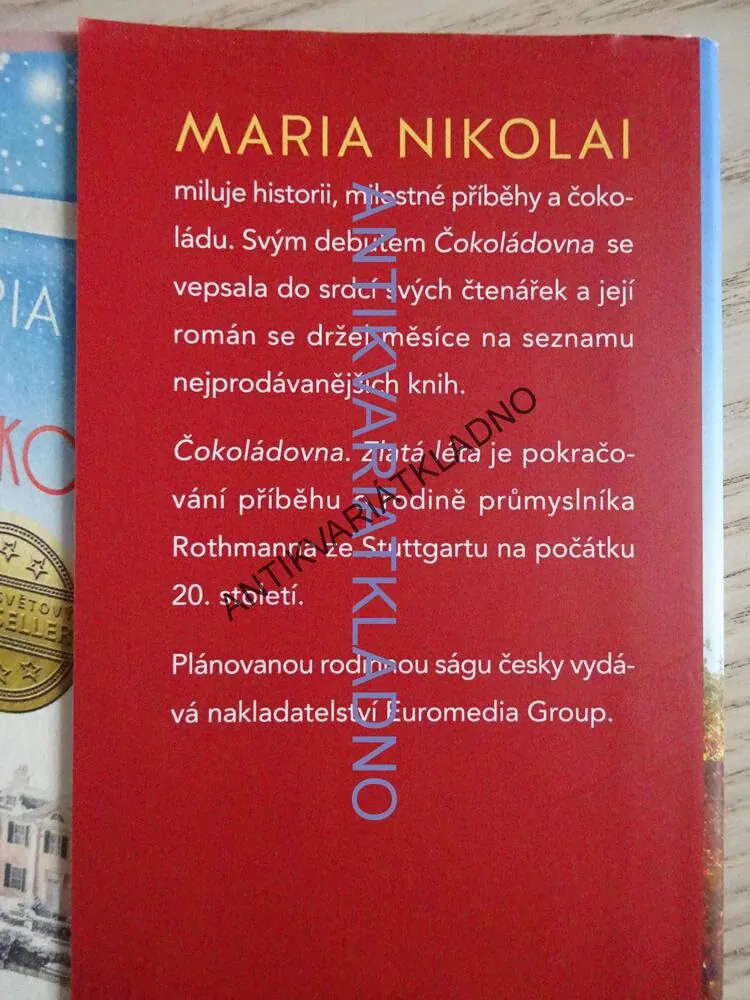 MARIA NIKOLAI
miluje historii, milostné příběhy a čoko-
ládu. Svým debutem Čokoládovna se
vepsala do srdcí svých čtenářek a její
román se držel měsíce na seznamu
nejprodávanějších knih.
Čokoládovna. Zlatá léta je pokračo-
vání příběhu o rodině průmyslníka
Rothmanna ze Stuttgartu na počátku
20. století.
Plánovanou rodinnou ságu česky vydá-
vá nakladatelství Euromedia Group.
ANTIKVARIÁTKLADNO
ANTIKVARIATKLADNO
SVĚTOVÝ